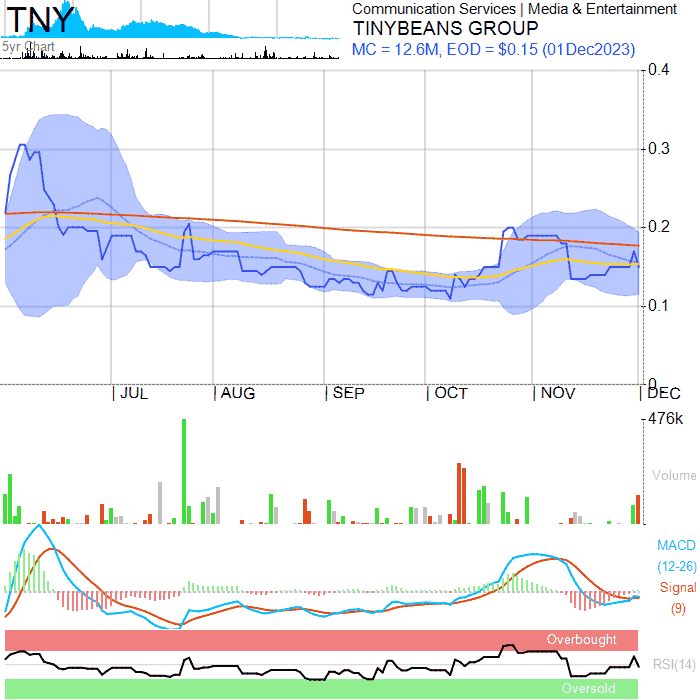 TNY
Communication Services | Media & Entertainment
TINYBEANS GROUP
MC = 12.6M, EOD = $0.15 (01Dec2023)
5yr Chart
0.4
0.3
0.2
0.1
0
JUL
AUG
SEP
OCT
NOV
DEC
476k
Volume
MACD
(12-26)
Signal
(9)
Overbought
RSI(14)
Oversold